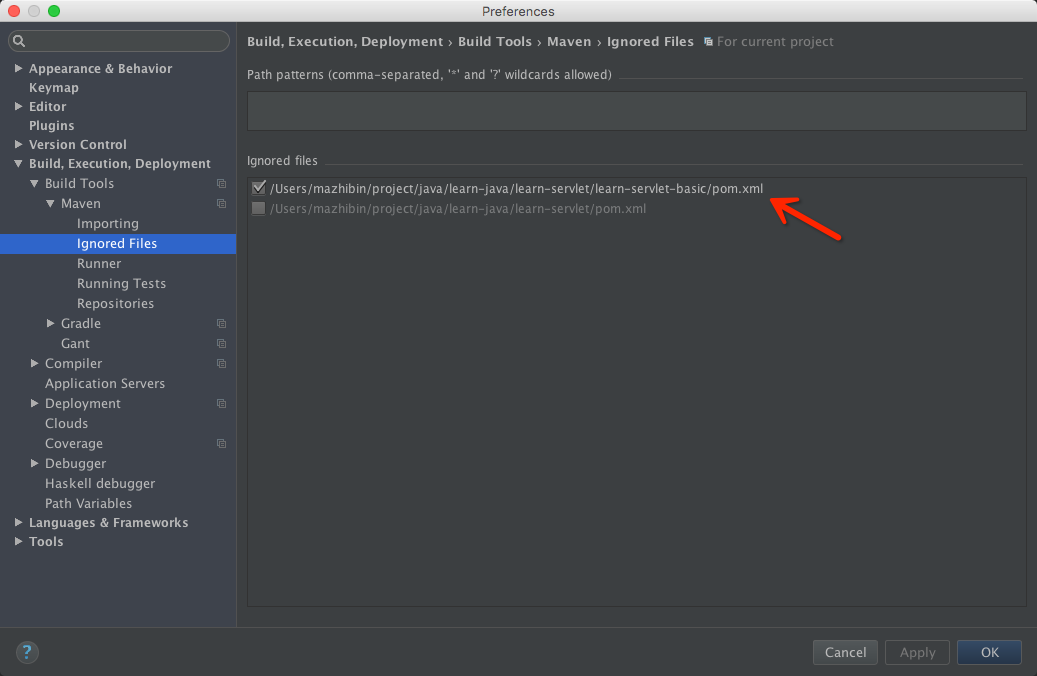 Preferences
Build, Execution, Deployment › Build Tools › Maven › Ignored Files For current project
Path patterns (comma-separated, '*' and '?' wildcards allowed)
Ignored files
/Users/mazhibin/project/java/learn-java/learn-servlet/learn-servlet-basic/pom.xml
/Users/mazhibin/project/java/learn-java/learn-servlet/pom.xml
Appearance & Behavior
Keymap
Editor
Plugins
Version Control
Build, Execution, Deployment
Build Tools
Maven
Importing
Ignored Files
Runner
Running Tests
Repositories
Gradle
Gant
Compiler
Application Servers
Deployment
Clouds
Coverage
Debugger
Haskell debugger
Path Variables
Languages & Frameworks
Tools
?
Cancel
Apply
OK